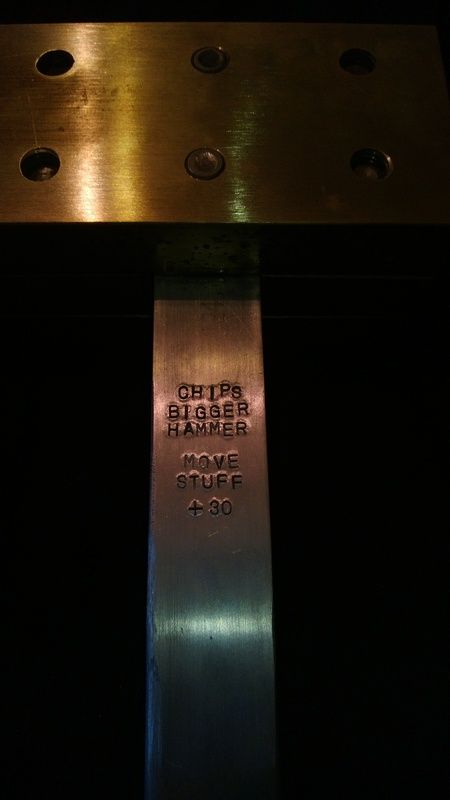 CHIPS
BIGGER
HAMMER
MOVE
STUFF
+30